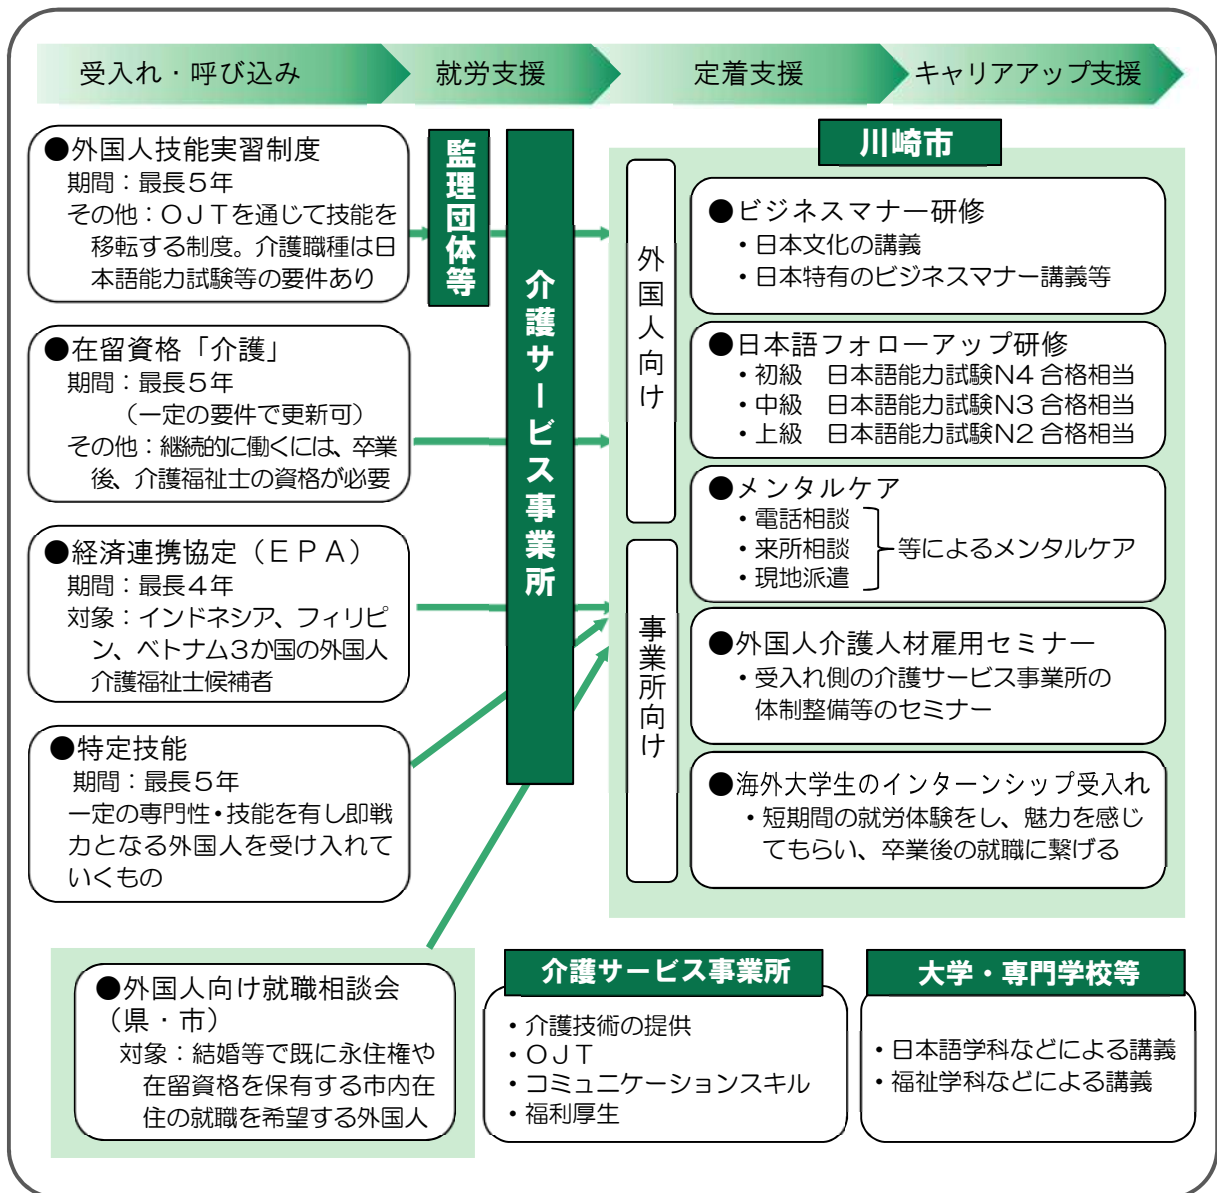 受入れ・呼び込み
就労支援
定着支援
キャリアアップ支援
●外国人技能実習制度
期間：最長５年
その他：ＯＪＴを通じて技能を
移転する制度。介護職種は日
本語能力試験等の要件あり
●在留資格「介護」
期間：最長５年
（一定の要件で更新可）
その他：継続的に働くには、卒業
後、介護福祉士の資格が必要
●経済連携協定（ＥＰＡ）
期間：最長４年
対象：インドネシア、フィリピ
ン、ベトナム３か国の外国人
介護福祉士候補者
●特定技能
期間：最長５年
一定の専門性・技能を有し即戦
力となる外国人を受け入れて
いくもの
監理団体等
介護サービス事業所
川崎市
外国人向け
●ビジネスマナー研修
・日本文化の講義
・日本特有のビジネスマナー講義等
●日本語フォローアップ研修
・初級　日本語能力試験Ｎ４合格相当
・中級　日本語能力試験Ｎ３合格相当
・上級　日本語能力試験Ｎ２合格相当
●メンタルケア
・電話相談
・来所相談
・現地派遣
等によるメンタルケア
事業所向け
●外国人介護人材雇用セミナー
・受入れ側の介護サービス事業所の
体制整備等のセミナー
●海外大学生のインターンシップ受入れ
・短期間の就労体験をし、魅力を感じ
てもらい、卒業後の就職に繋げる
●外国人向け就職相談会
（県・市）
対象：結婚等で既に永住権や
在留資格を保有する市内在
住の就職を希望する外国人
介護サービス事業所
・介護技術の提供
・ＯＪＴ
・コミュニケーションスキル
・福利厚生
大学・専門学校等
・日本語学科などによる講義
・福祉学科などによる講義